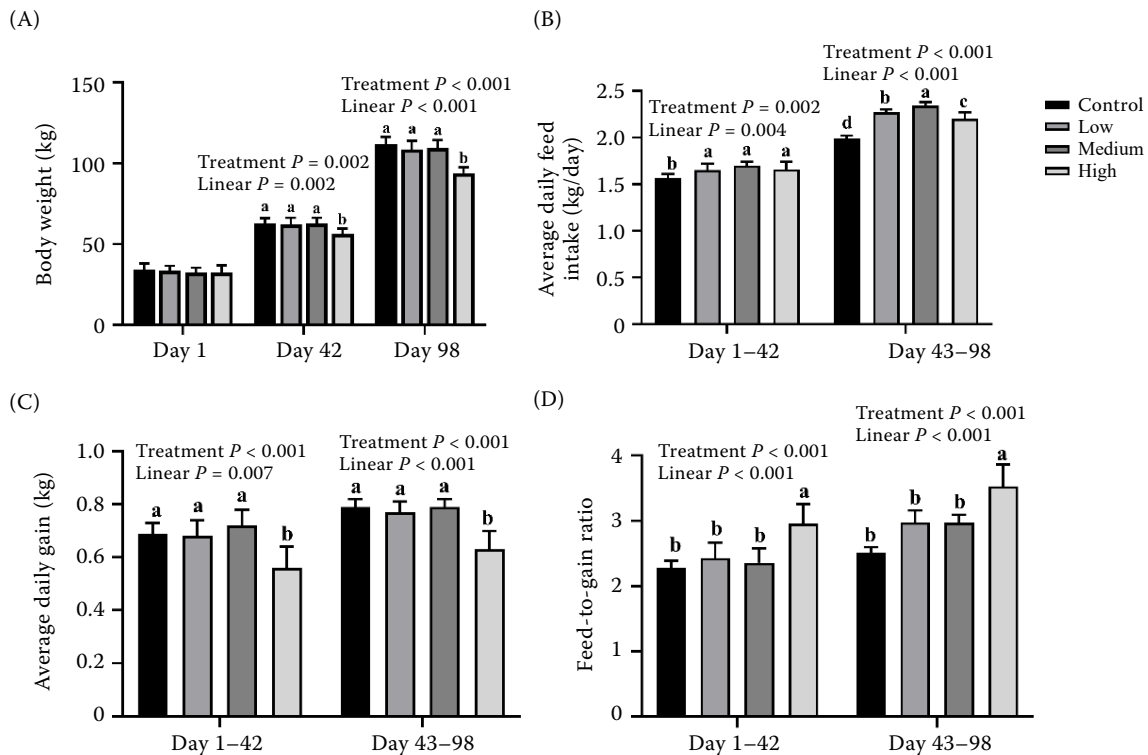 (A)
Treatment P < 0.001
Linear P < 0.001
Treatment P = 0.002
Linear P = 0.002
150
100
50
0
Body weight (kg)
a a a b
a a a b
Day 1 Day 42 Day 98
(B)
Treatment P < 0.001
Linear P < 0.001
Treatment P = 0.002
Linear P = 0.004
2.5
2.0
1.5
1.0
0.5
0
Average daily feed
intake (kg/day)
b a a a
d b a c
Day 1–42 Day 43–98
Control
Low
Medium
High
(C)
Treatment P < 0.001
Linear P = 0.007
Treatment P < 0.001
Linear P < 0.001
1.0
0.8
0.6
0.4
0.2
0
Average daily gain (kg)
a a a b
a a a b
Day 1–42 Day 43–98
(D)
Treatment P < 0.001
Linear P < 0.001
Treatment P < 0.001
Linear P < 0.001
4
3
2
1
0
Feed-to-gain ratio
b b b a
b b b a
Day 1–42 Day 43–98